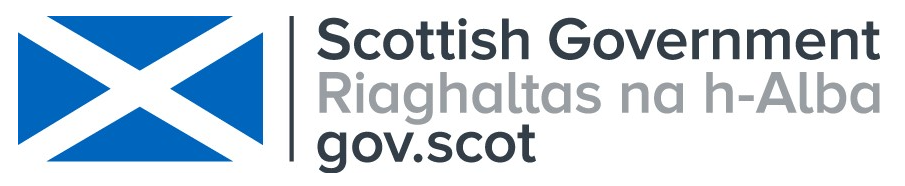 Scottish Government
Riaghaltas na h-Alba
gov.scot